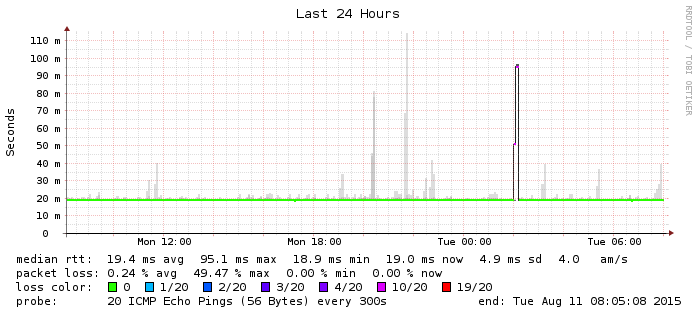 Last 24 Hours
RRDTOOL / TOBI OETIKER
Seconds
110 m
100 m
90 m
80 m
70 m
60 m
50 m
40 m
30 m
20 m
10 m
0
Mon 12:00 Mon 18:00 Tue 00:00 Tue 06:00
median rtt: 19.4 ms avg 95.1 ms max 18.9 ms min 19.0 ms now 4.9 ms sd 4.0 am/s
packet loss: 0.24 % avg 49.47 % max 0.00 % min 0.00 % now
loss color: 0 1/20 2/20 3/20 4/20 10/20 19/20
probe: 20 ICMP Echo Pings (56 Bytes) every 300s end: Tue Aug 11 08:05:08 2015